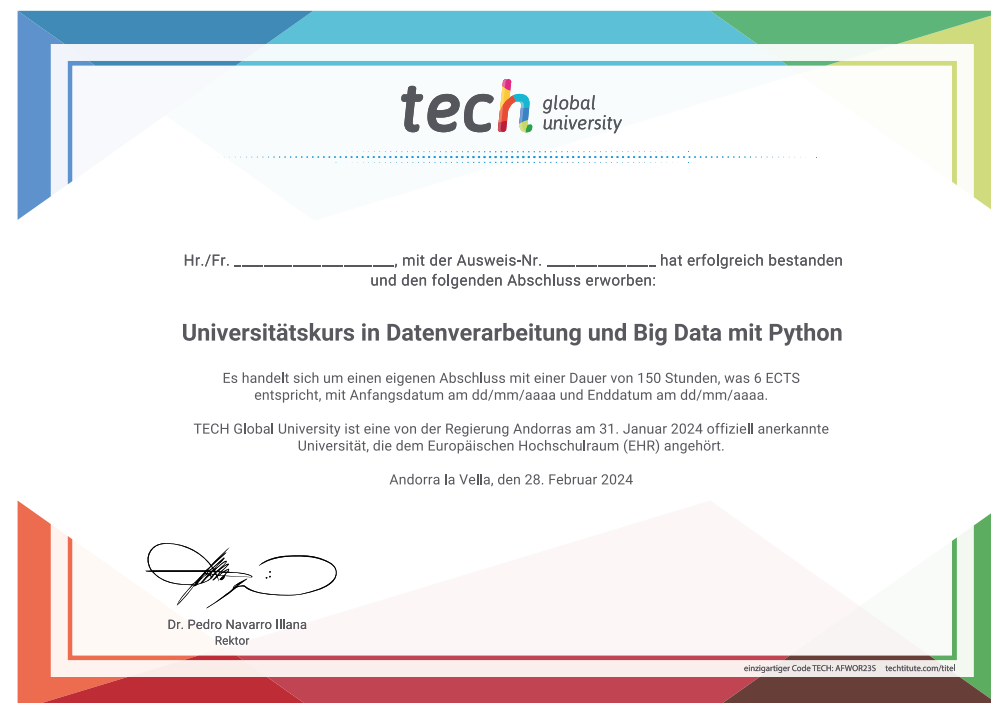 tech global university
Hr./Fr. ______________________, mit der Ausweis-Nr. _______________ hat erfolgreich bestanden
und den folgenden Abschluss erworben:
Universitätskurs in Datenverarbeitung und Big Data mit Python
Es handelt sich um einen eigenen Abschluss mit einer Dauer von 150 Stunden, was 6 ECTS
entspricht, mit Anfangsdatum am dd/mm/aaaa und Enddatum am dd/mm/aaaa.
TECH Global University ist eine von der Regierung Andorras am 31. Januar 2024 offiziell anerkannte
Universität, die dem Europäischen Hochschulraum (EHR) angehört.
Andorra la Vella, den 28. Februar 2024
Dr. Pedro Navarro Illana
Rektor
einzigartiger Code TECH: AFWOR23S techtitute.com/titel